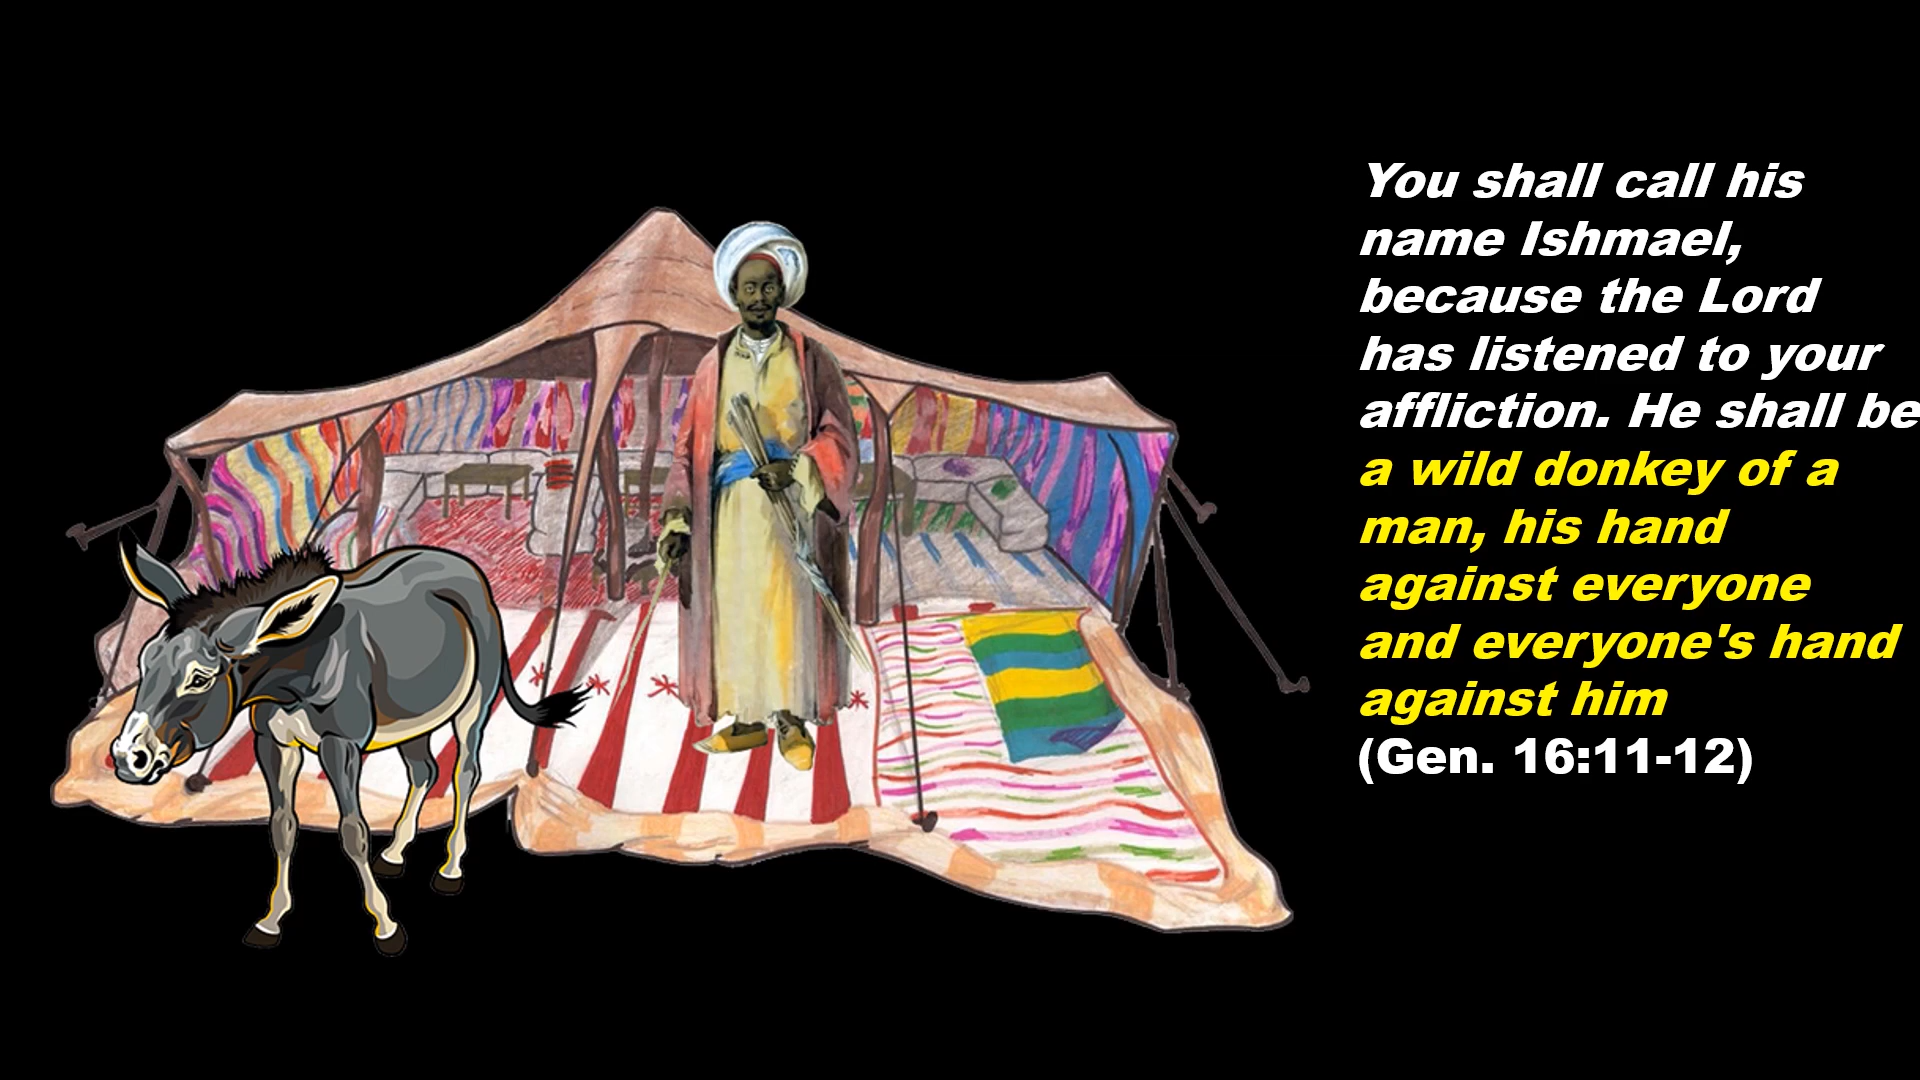 You shall call his
name Ishmael,
because the Lord
has listened to your
affliction. He shall be
a wild donkey of a
man, his hand
against everyone
and everyone's hand
against him
(Gen. 16:11-12)